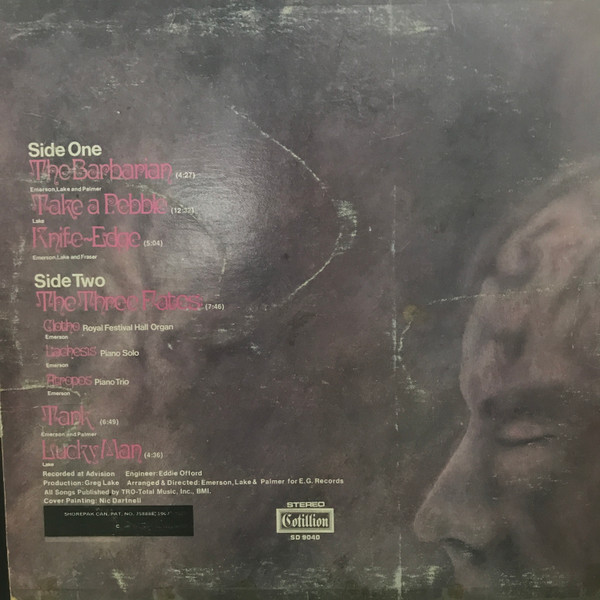 Side One
The Barbarian (4:27)
Emerson, Lake and Palmer
Take a Pebble
Lake
Knife-Edge (5:04)
Emerson, Lake and Fraser
Side Two
The Three Fates (7:45)
Clotho Royal Festival Hall Organ
Emerson
Lachesis Piano Solo
Emerson
Atropos Piano Trio
Emerson
Tank (6:49)
Emerson and Palmer
Lucky Man (4:36)
Lake
Recorded at Advision Engineer: Eddie Offord
Production: Greg Lake Arranged & Directed: Emerson, Lake & Palmer for E.G. Records
All Songs Published by TRO-Total Music, Inc., BMI.
Cover Painting: Nic Dartnell
SHOREPAK CAN. PAT. NO.
STEREO
Cotillion
SD 9040